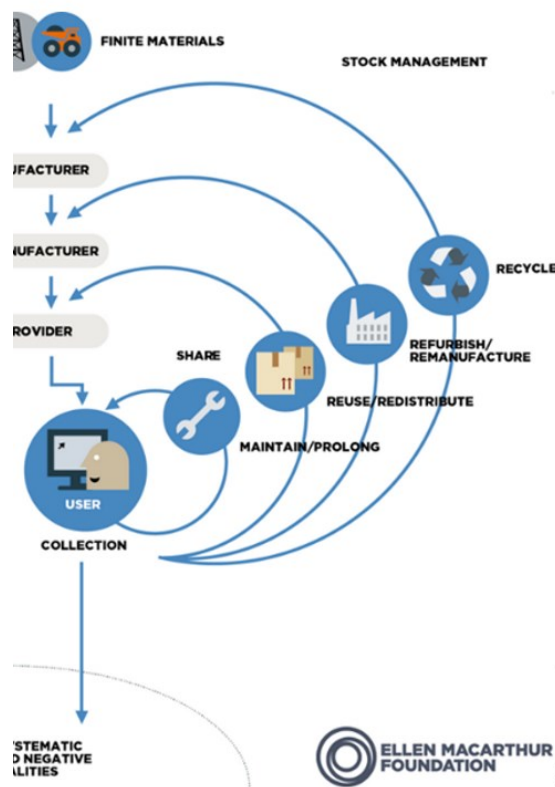 FINITE MATERIALS
STOCK MANAGEMENT
UFACTURER
NUFACTURER
RECYCLE
ROVIDER
REFURBISH/
REMANUFACTURE
SHARE
REUSE/REDISTRIBUTE
MAINTAIN/PROLONG
USER
COLLECTION
YSTEMATIC
D NEGATIVE
ALITIES
ELLEN MACARTHUR
FOUNDATION